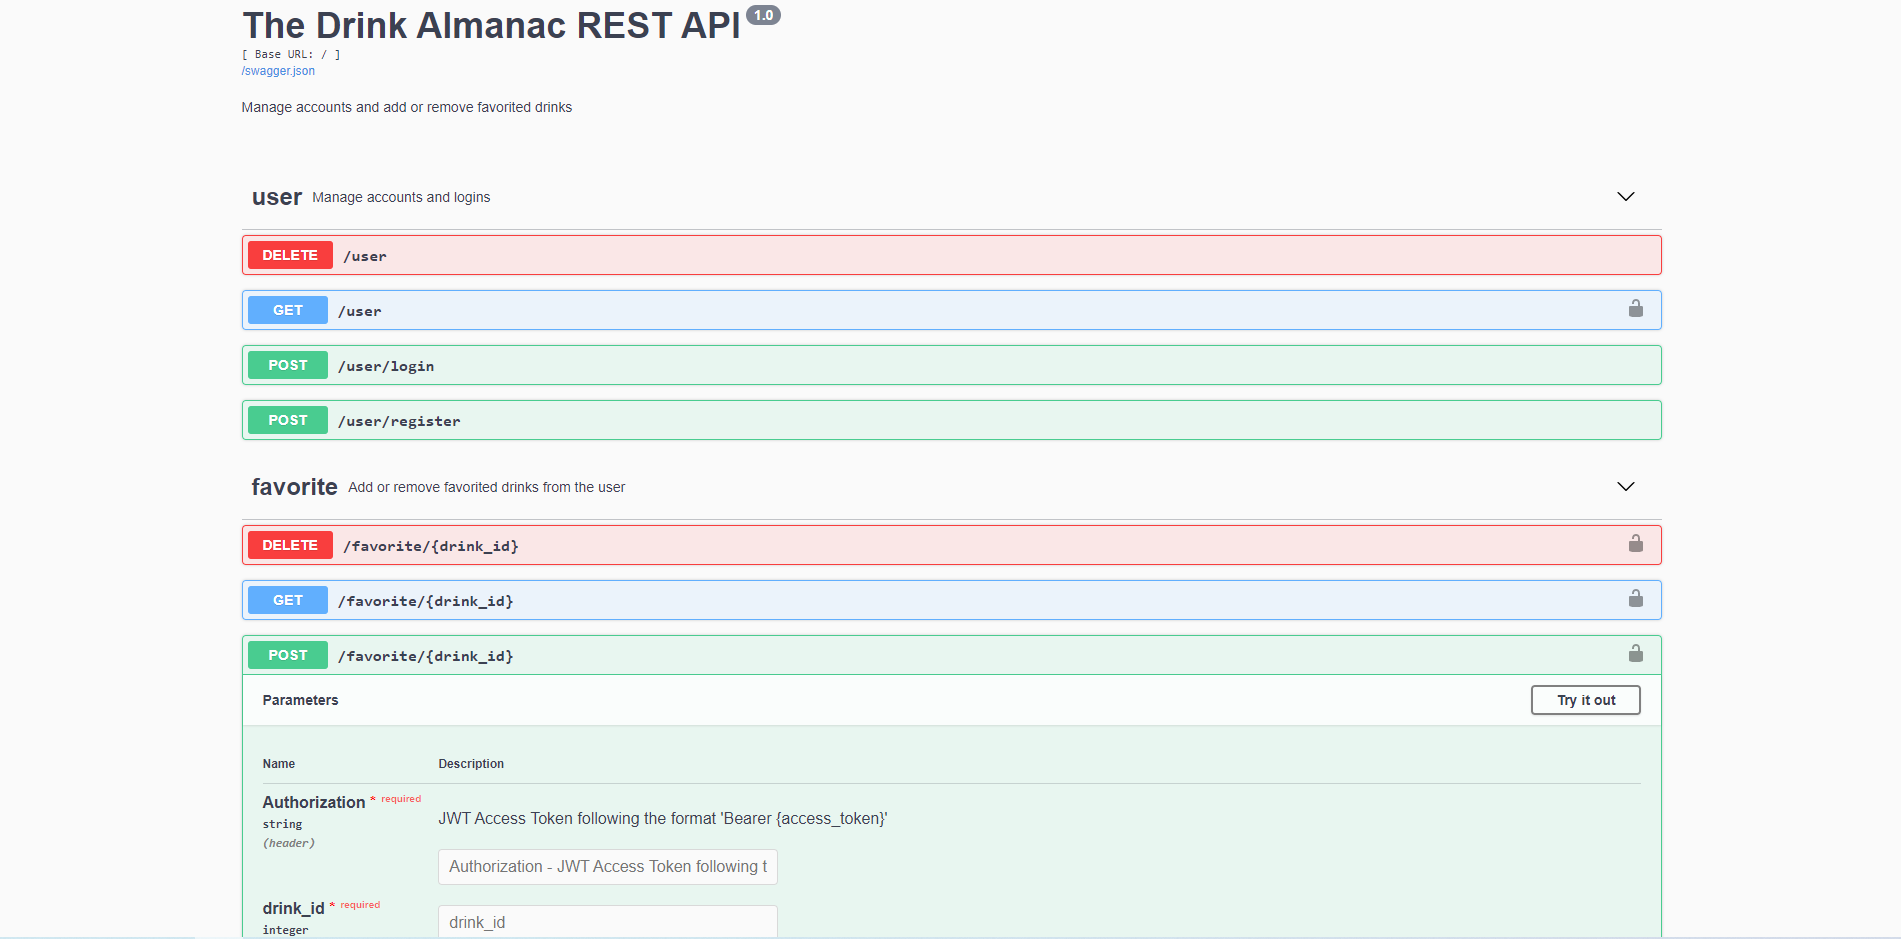 The Drink Almanac REST API 1.0
[ Base URL: / ]
/swagger.json
Manage accounts and add or remove favorited drinks
user Manage accounts and logins
DELETE /user
GET /user
POST /user/login
POST /user/register
favorite Add or remove favorited drinks from the user
DELETE /favorite/{drink_id}
GET /favorite/{drink_id}
POST /favorite/{drink_id}
Parameters Try it out
Name Description
Authorization * required
string
(header)
JWT Access Token following the format 'Bearer {access_token}'
Authorization - JWT Access Token following t
drink_id * required
integer
drink_id